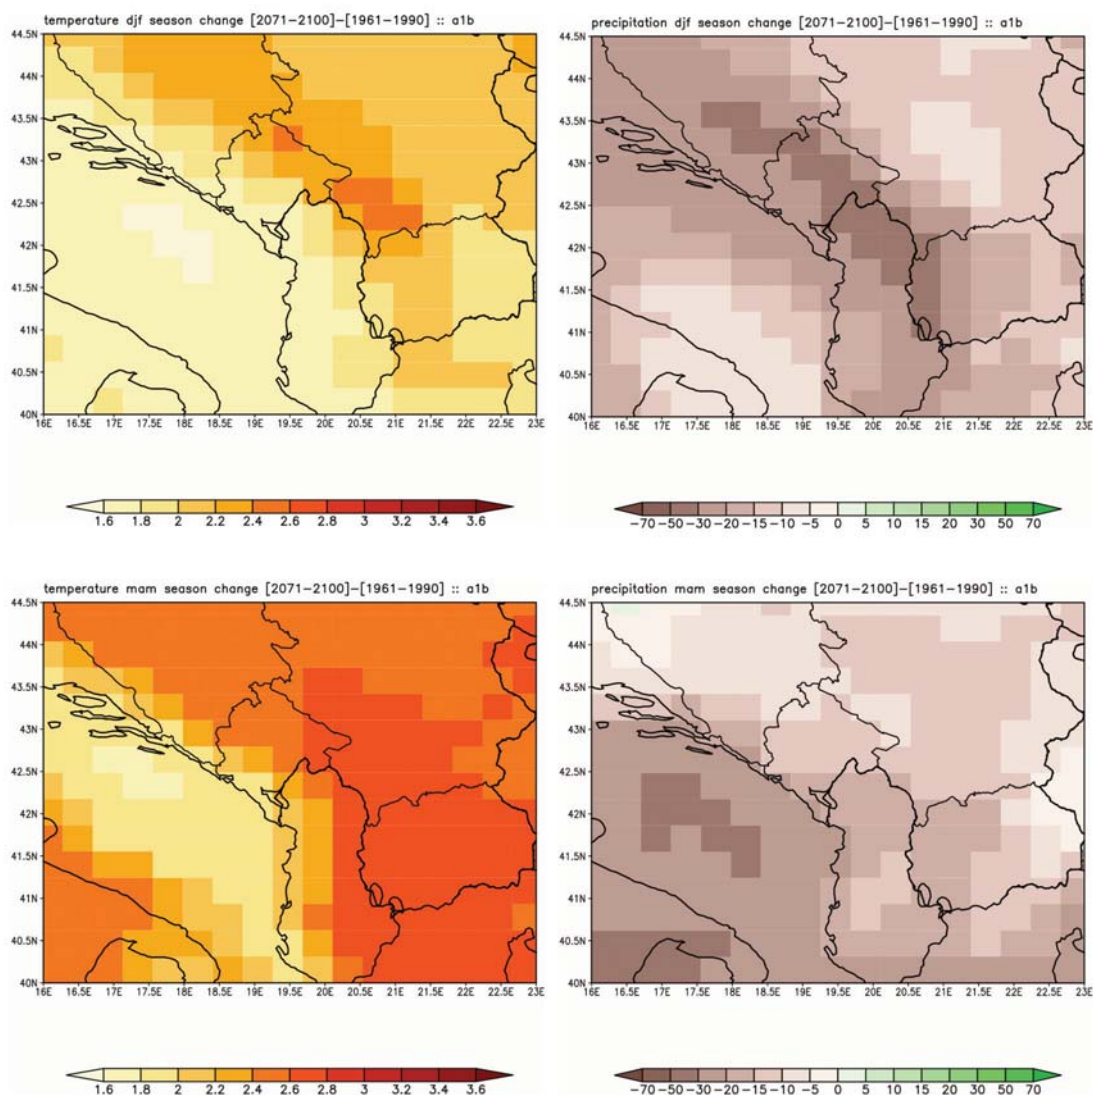 temperature djf season change [2071-2100]-[1961-1990] :: a1b
44.5N
44N
43.5N
43N
42.5N
42N
41.5N
41N
40.5N
40N
16E 16.5E 17E 17.5E 18E 18.5E 19E 19.5E 20E 20.5E 21E 21.5E 22E 22.5E 23E
1.6 1.8 2 2.2 2.4 2.6 2.8 3 3.2 3.4 3.6
precipitation djf season change [2071-2100]-[1961-1990] :: a1b
44.5N
44N
43.5N
43N
42.5N
42N
41.5N
41N
40.5N
40N
16E 16.5E 17E 17.5E 18E 18.5E 19E 19.5E 20E 20.5E 21E 21.5E 22E 22.5E 23E
-70 -50 -30 -20 -15 -10 -5 0 5 10 15 20 30 50 70
temperature mam season change [2071-2100]-[1961-1990] :: a1b
44.5N
44N
43.5N
43N
42.5N
42N
41.5N
41N
40.5N
40N
16E 16.5E 17E 17.5E 18E 18.5E 19E 19.5E 20E 20.5E 21E 21.5E 22E 22.5E 23E
1.6 1.8 2 2.2 2.4 2.6 2.8 3 3.2 3.4 3.6
precipitation mam season change [2071-2100]-[1961-1990] :: a1b
44.5N
44N
43.5N
43N
42.5N
42N
41.5N
41N
40.5N
40N
16E 16.5E 17E 17.5E 18E 18.5E 19E 19.5E 20E 20.5E 21E 21.5E 22E 22.5E 23E
-70 -50 -30 -20 -15 -10 -5 0 5 10 15 20 30 50 70